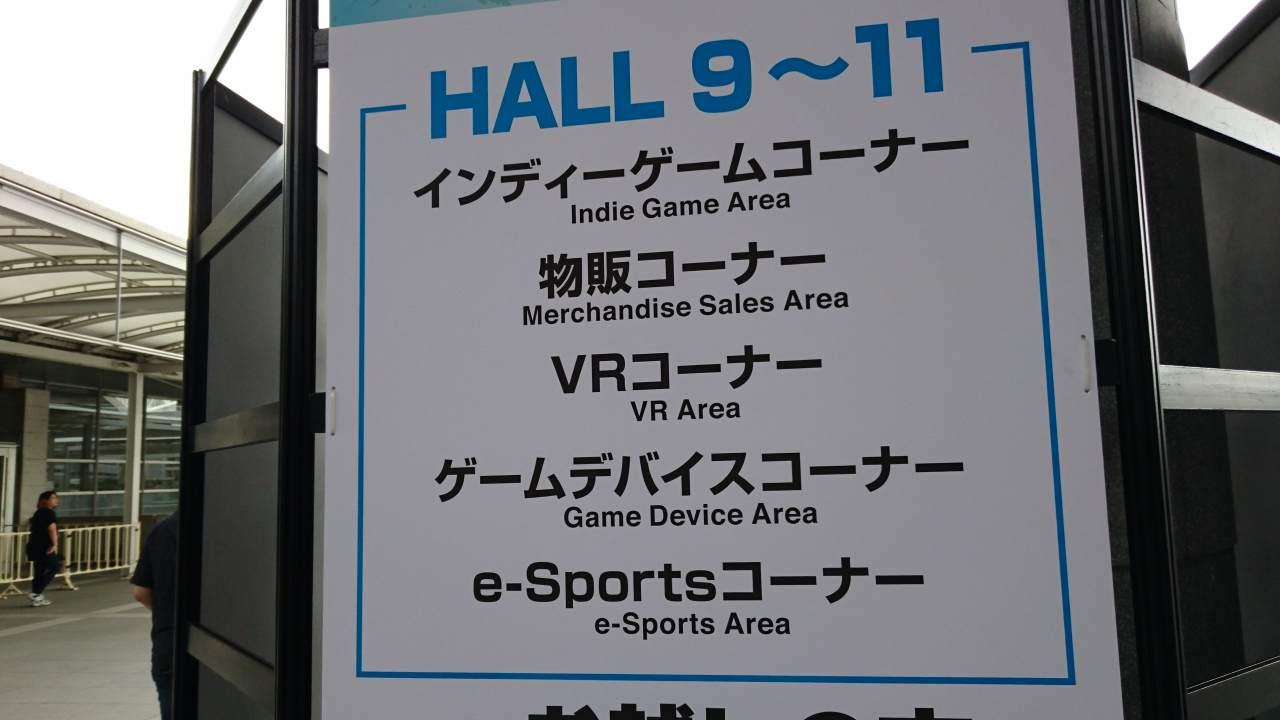 HALL 9～11
インディーゲームコーナー
Indie Game Area
物販コーナー
Merchandise Sales Area
VRコーナー
VR Area
ゲームデバイスコーナー
Game Device Area
e-Sportsコーナー
e-Sports Area